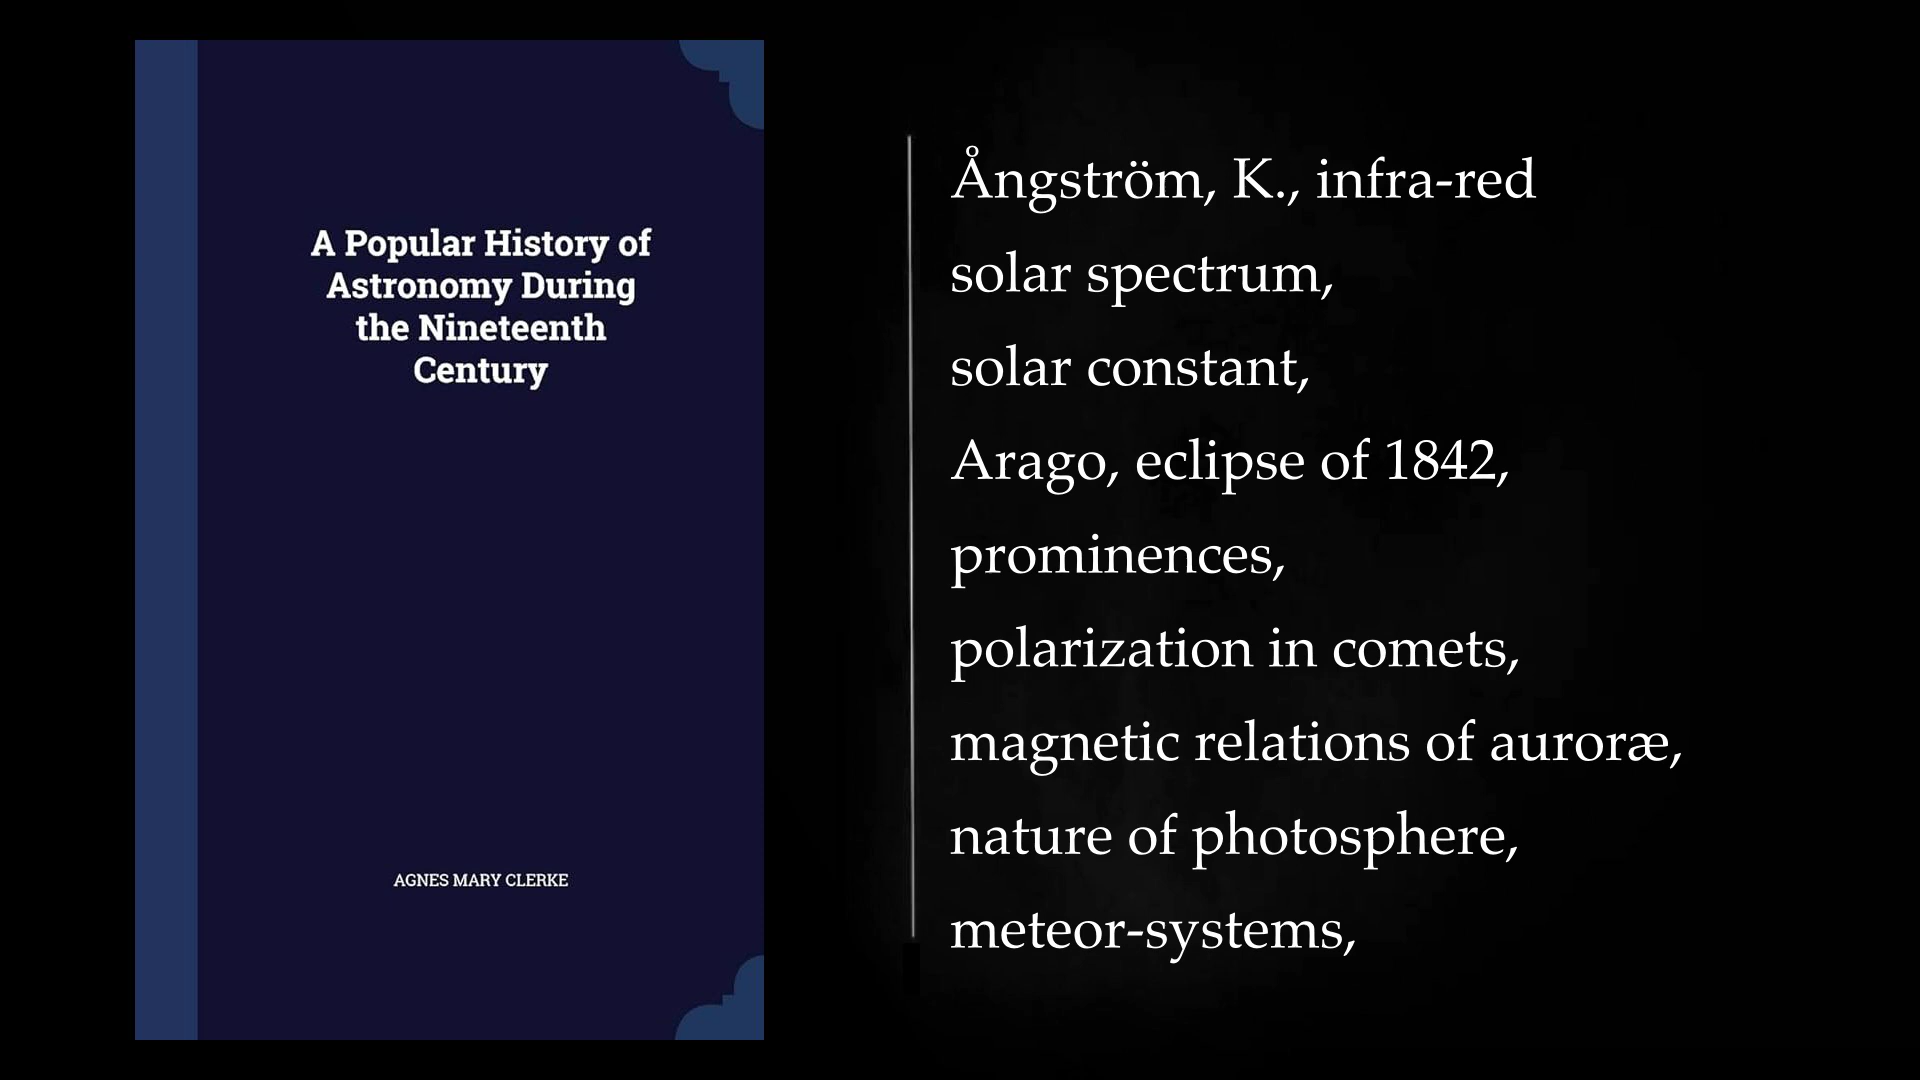 A Popular History of
Astronomy During
the Nineteenth
Century
AGNES MARY CLERKE
Ångström, K., infra-red
solar spectrum,
solar constant,
Arago, eclipse of 1842,
prominences,
polarization in comets,
magnetic relations of auroræ,
nature of photosphere,
meteor-systems,